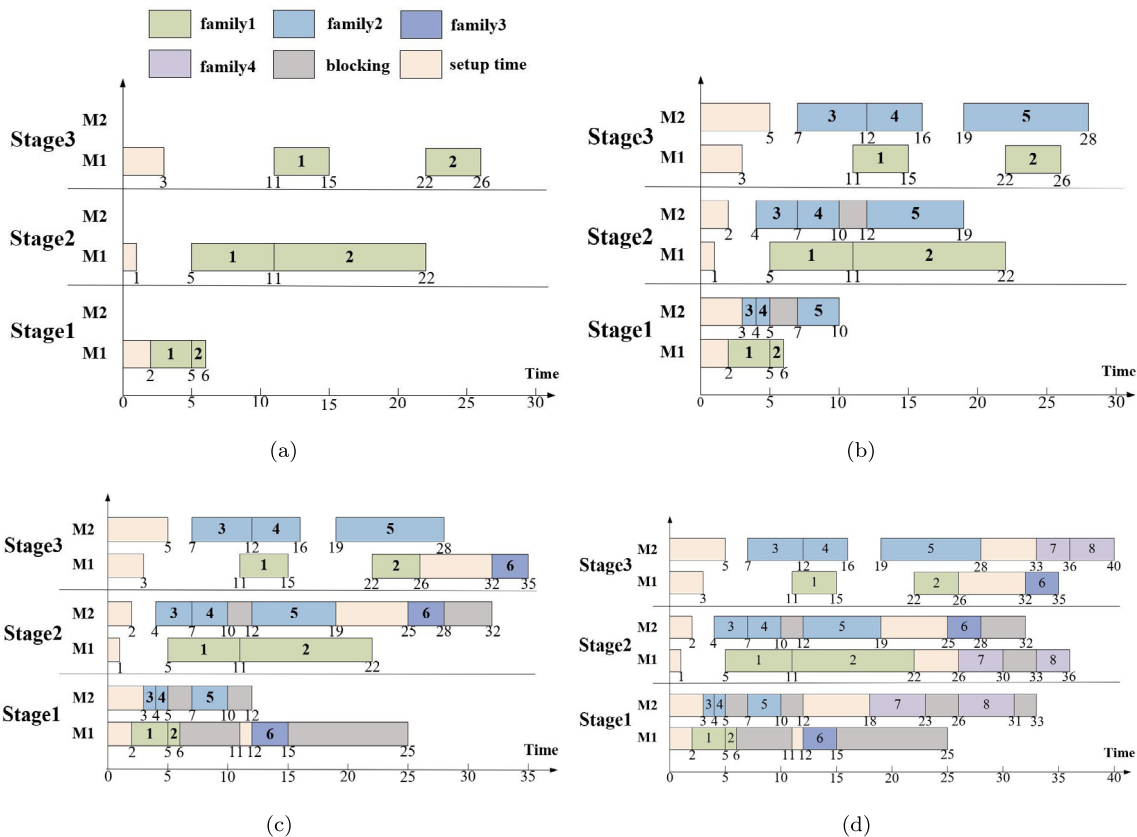 family1 family2 family3
family4 blocking setup time
Stage3
M2
3 4 5
5 7 12 16 19 28
M1
1 2
3 11 15 22 26
Stage2
M2
3 4 5
2 4 7 10 12 19
M1
1 2
1 5 11 22
Stage1
M2
3 4 5
3 4 5 7 10
M1
1 2
2 5 6
Time
0 5 10 15 20 25 30
(b)
Stage3
M2
M1
1 2
3 11 15 22 26
Stage2
M2
M1
1 2
1 5 11 22
Stage1
M2
M1
1 2
2 5 6
Time
0 5 10 15 20 25 30
(a)
Stage3
M2
3 4 5
5 7 12 16 19 28
M1
1 2 6
3 11 15 22 26 32 35
Stage2
M2
3 4 5 6
2 4 7 10 12 19 25 28 32
M1
1 2
1 5 11 22
Stage1
M2
3 4 5
3 4 5 7 10 12
M1
1 2 6
2 5 6 11 12 15 25
Time
0 5 10 15 20 25 30 35
(c)
Stage3
M2
3 4 5 7 8
5 7 12 16 19 28 33 36 40
M1
1 2 6
3 11 15 22 26 32 35
Stage2
M2
3 4 5 6
2 4 7 10 12 19 25 28 32
M1
1 2 7 8
1 5 11 22 26 30 33 36
Stage1
M2
3 4 5 7 8
3 4 5 7 10 12 18 23 26 31 33
M1
1 2 6
2 5 6 11 12 15 25
Time
0 5 10 15 20 25 30 35 40
(d)